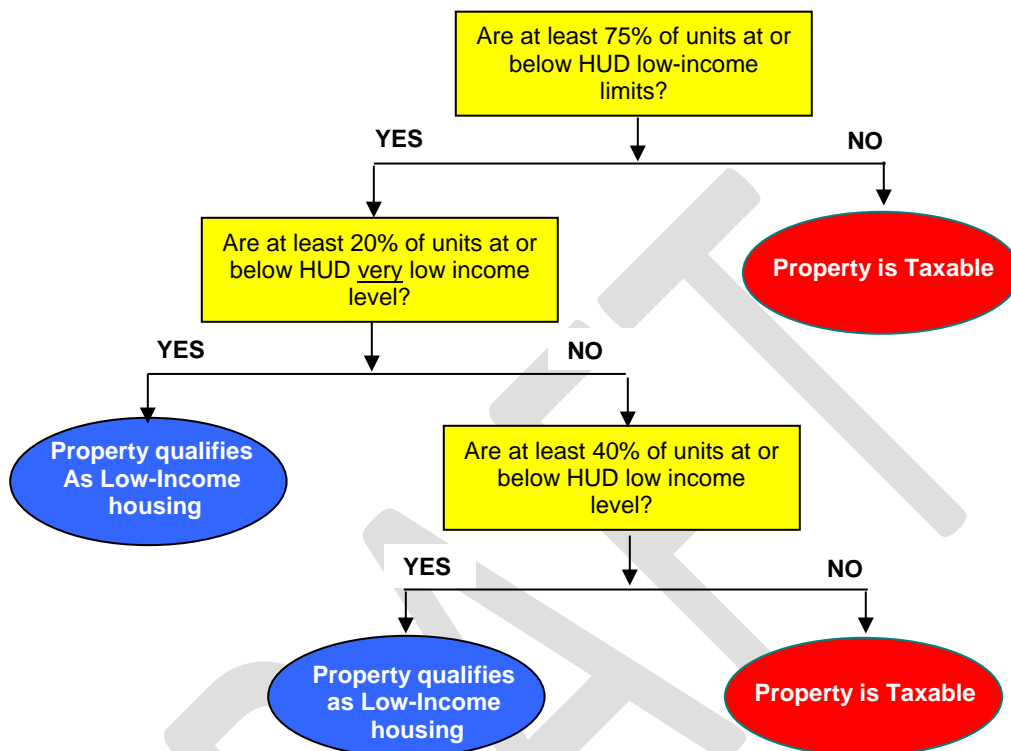 Are at least 75% of units at or
below HUD low-income
limits?
YES
NO
Are at least 20% of units at or
below HUD very low income
level?
Property is Taxable
YES
NO
Property qualifies
As Low-Income
housing
Are at least 40% of units at or
below HUD low income
level?
YES
NO
Property qualifies
as Low-Income
housing
Property is Taxable
DRAFT